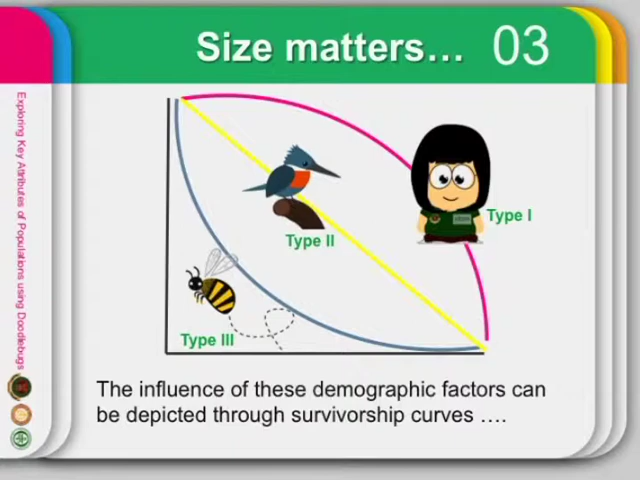 Size matters… 03
Exploring Key Attributes of Populations using Doodlebugs
Type I
Type II
Type III
The influence of these demographic factors can
be depicted through survivorship curves ….